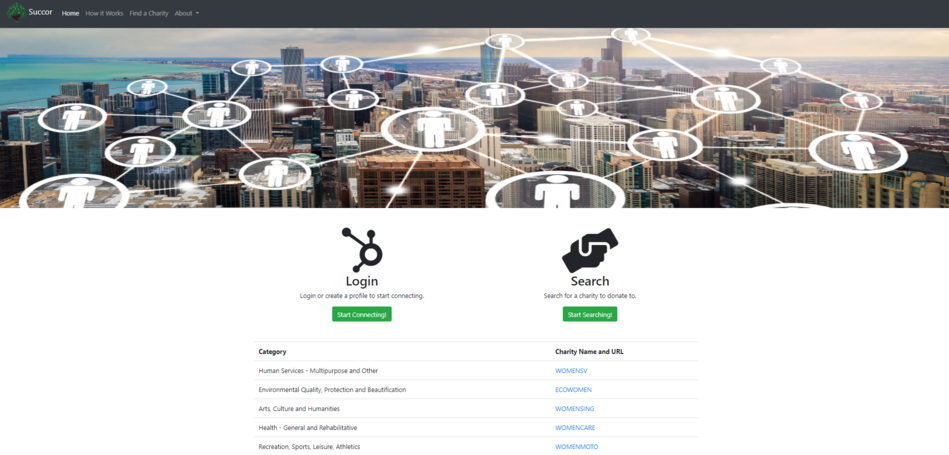 Succor Home How it Works Find a Charity About
Login Search
Login or create a profile to start connecting. Search for a charity to donate to.
Start Connecting! Start Searching!
Category Charity Name and URL
Human Services - Multipurpose and Other WOMENSV
Environmental Quality, Protection and Beautification ECOWOMEN
Arts, Culture and Humanities WOMENSING
Health - General and Rehabilitative WOMENCARE
Recreation, Sports, Leisure, Athletics WOMENMOTO